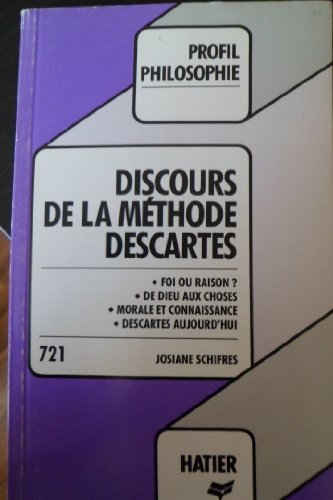 PROFIL
PHILOSOPHIE
DISCOURS
DE LA MÉTHODE
DESCARTES
• FOI OU RAISON ?
• DE DIEU AUX CHOSES
• MORALE ET CONNAISSANCE
• DESCARTES AUJOURD'HUI
721
JOSIANE SCHIFRES
HATIER